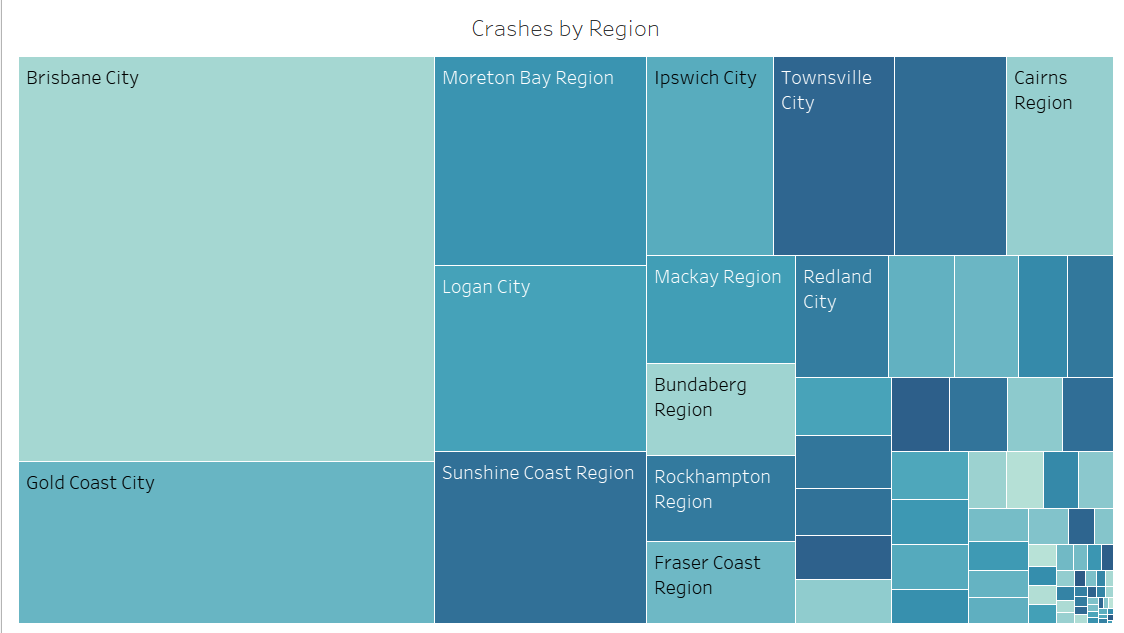 Crashes by Region
Brisbane City
Moreton Bay Region
Ipswich City
Townsville
City
Cairns
Region
Logan City
Mackay Region
Redland
City
Bundaberg
Region
Gold Coast City
Sunshine Coast Region
Rockhampton
Region
Fraser Coast
Region